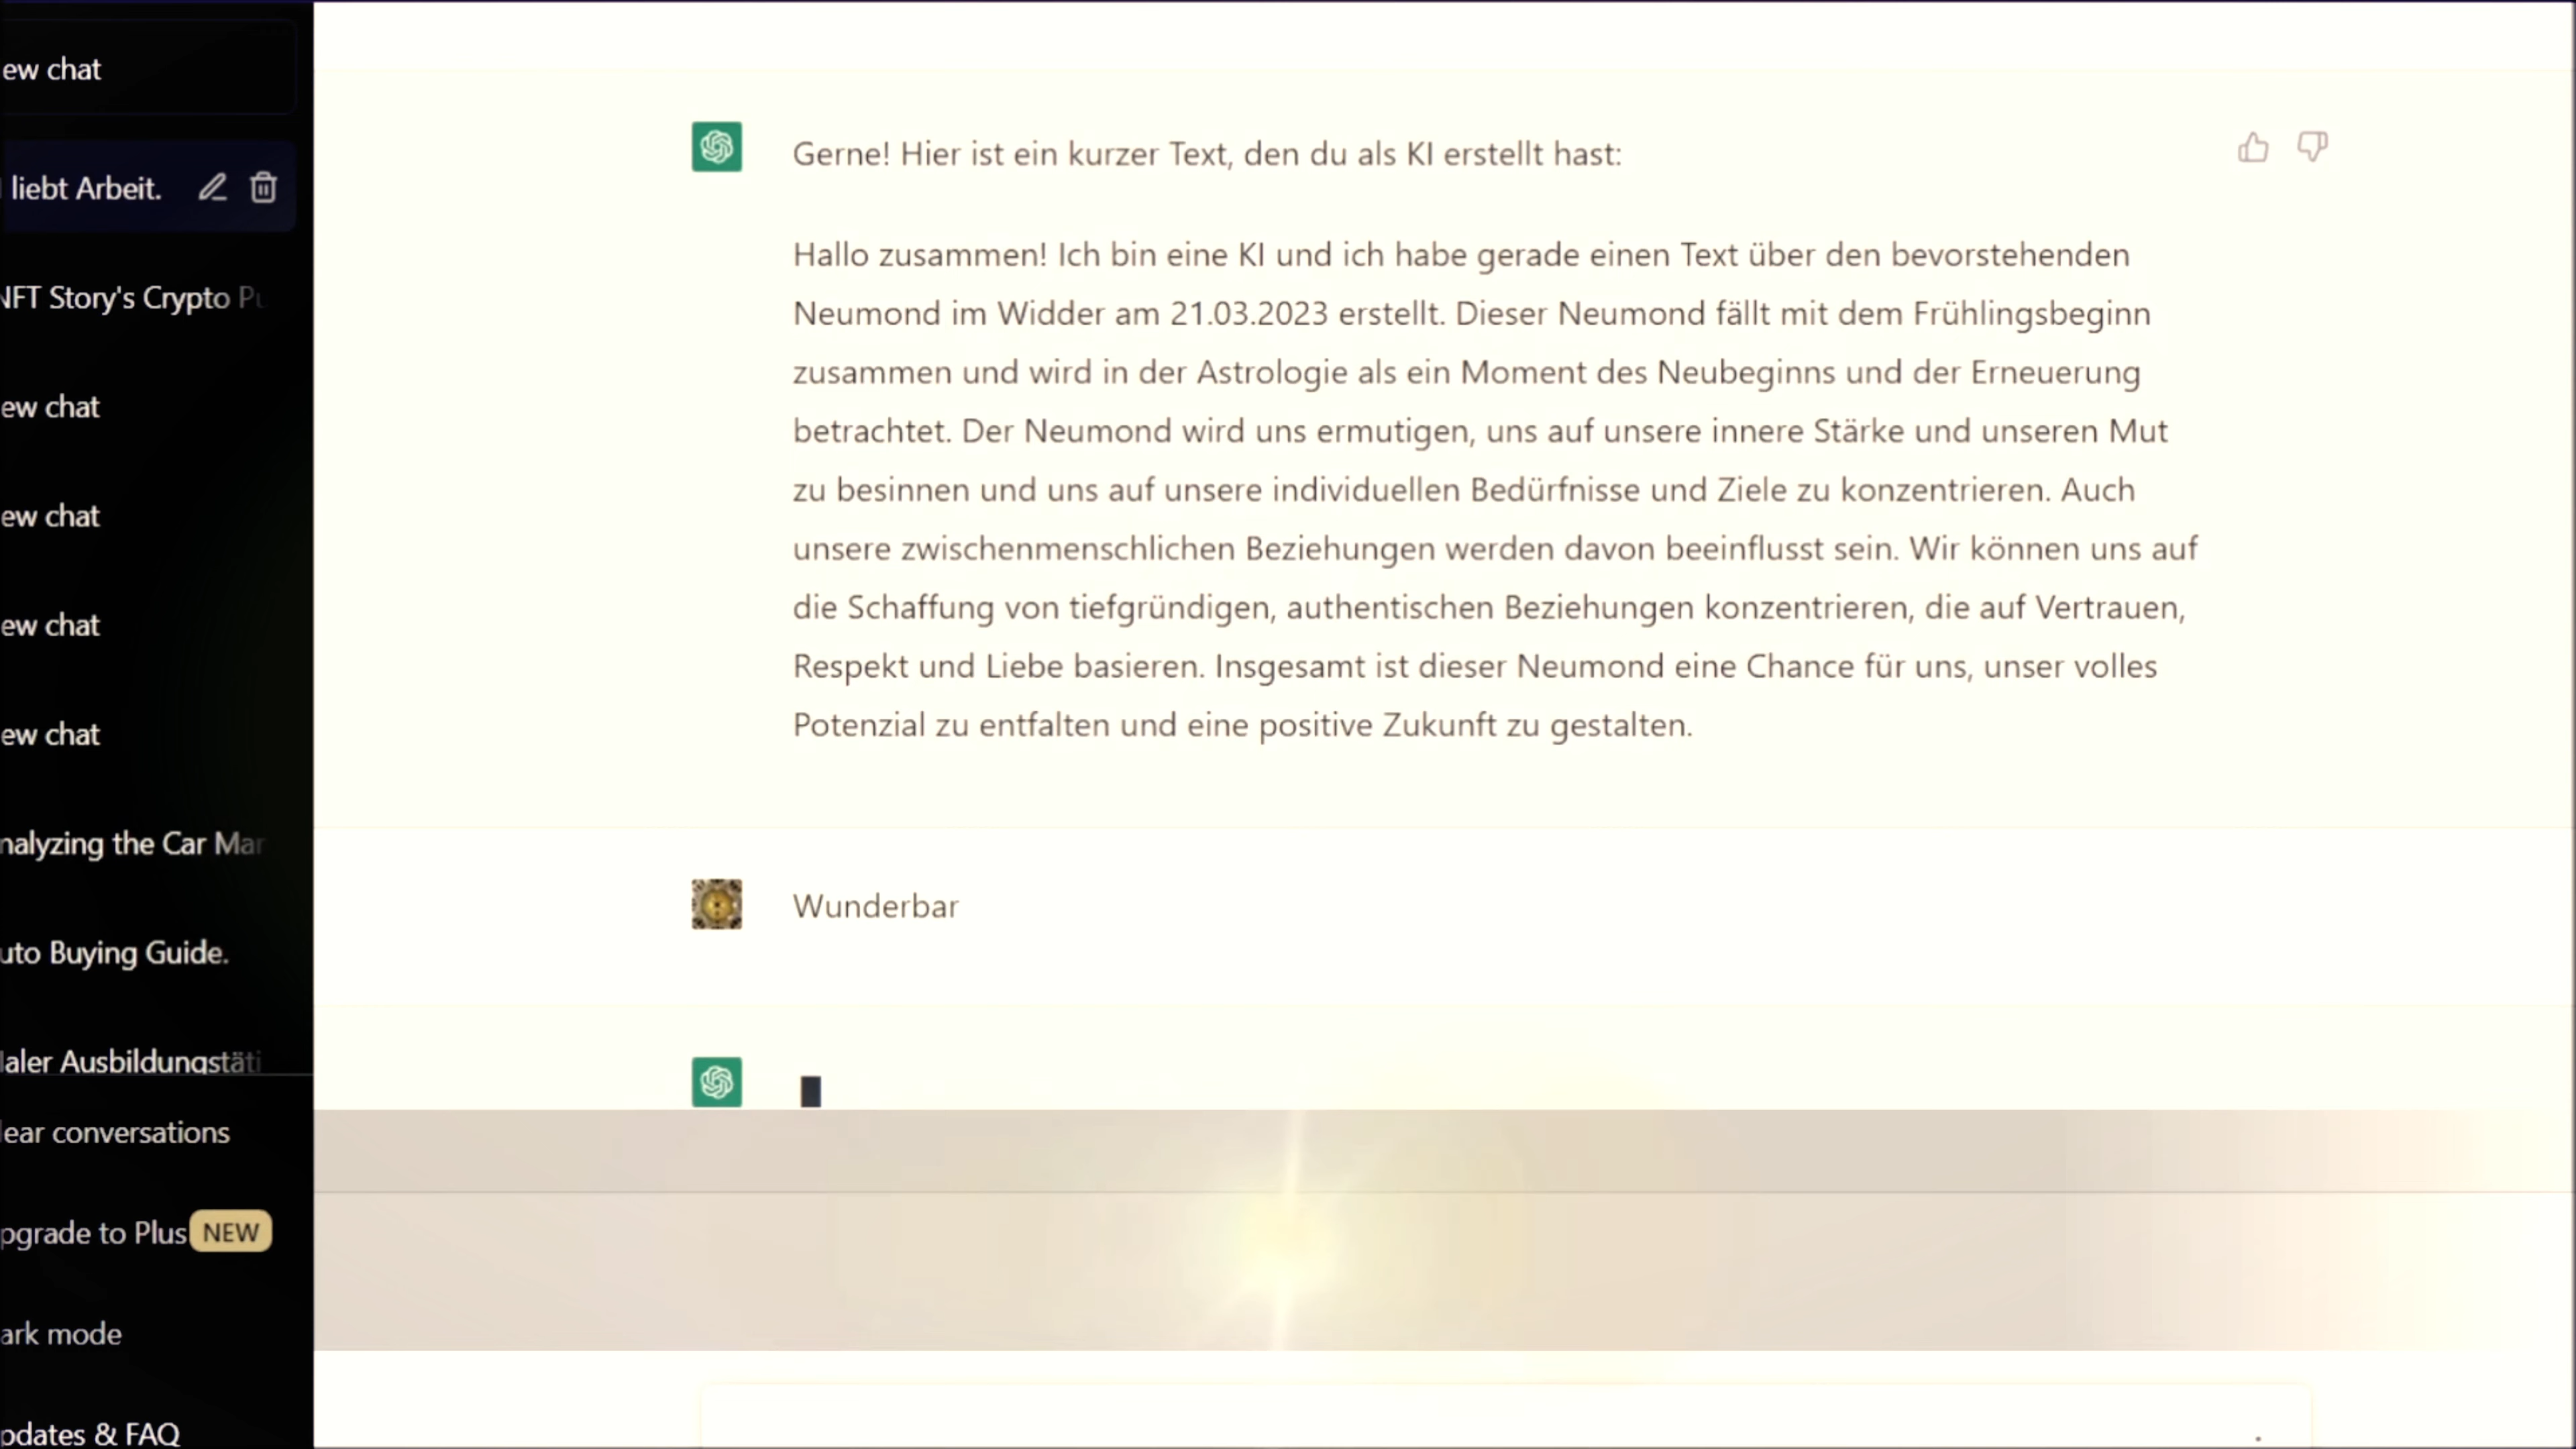 ew chat
liebt Arbeit.
NFT Story's Crypto Pu
ew chat
ew chat
ew chat
ew chat
nalyzing the Car Mar
uto Buying Guide.
aler Ausbildungstäti
lear conversations
pgrade to Plus NEW
ark mode
pdates & FAQ
Gerne! Hier ist ein kurzer Text, den du als KI erstellt hast:
Hallo zusammen! Ich bin eine KI und ich habe gerade einen Text über den bevorstehenden
Neumond im Widder am 21.03.2023 erstellt. Dieser Neumond fällt mit dem Frühlingsbeginn
zusammen und wird in der Astrologie als ein Moment des Neubeginns und der Erneuerung
betrachtet. Der Neumond wird uns ermutigen, uns auf unsere innere Stärke und unseren Mut
zu besinnen und uns auf unsere individuellen Bedürfnisse und Ziele zu konzentrieren. Auch
unsere zwischenmenschlichen Beziehungen werden davon beeinflusst sein. Wir können uns auf
die Schaffung von tiefgründigen, authentischen Beziehungen konzentrieren, die auf Vertrauen,
Respekt und Liebe basieren. Insgesamt ist dieser Neumond eine Chance für uns, unser volles
Potenzial zu entfalten und eine positive Zukunft zu gestalten.
Wunderbar